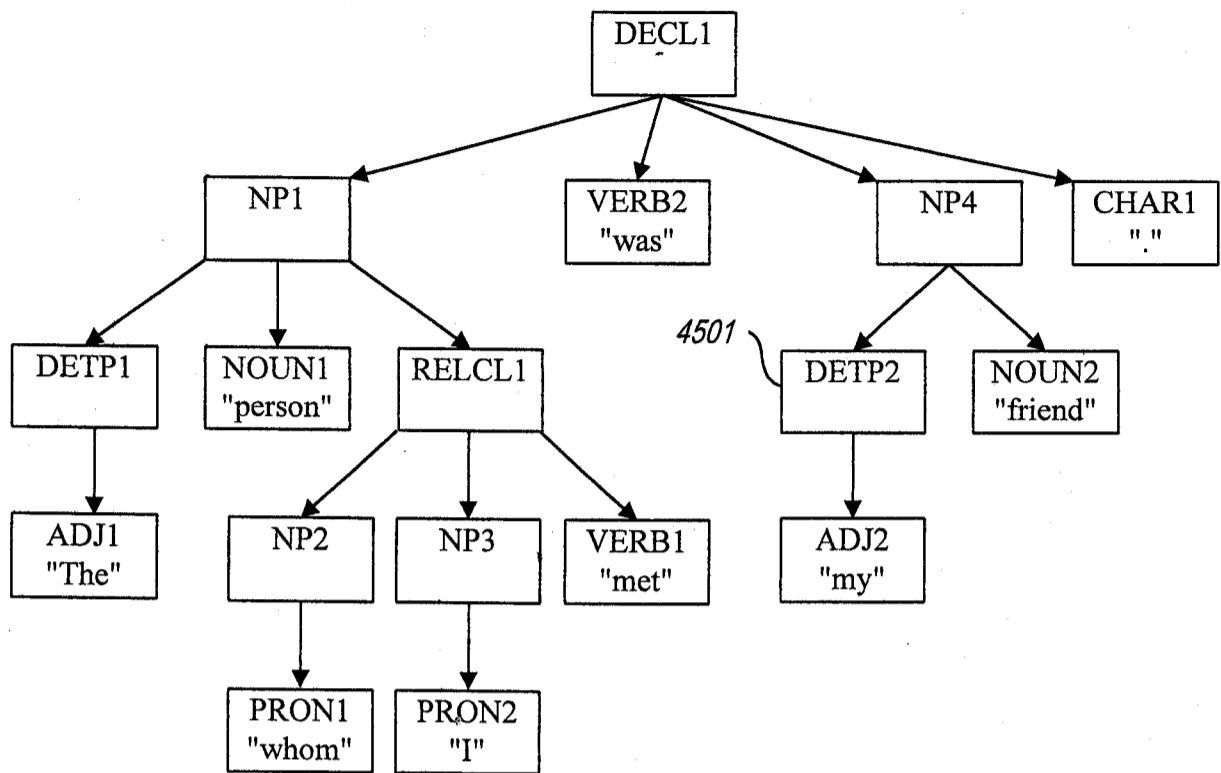 DECL1
NP1
VERB2
"was"
NP4
CHAR1
"."
4501
DETP1
NOUN1
"person"
RELCL1
DETP2
NOUN2
"friend"
ADJ1
"The"
NP2
NP3
VERB1
"met"
ADJ2
"my"
PRON1
"whom"
PRON2
"I"